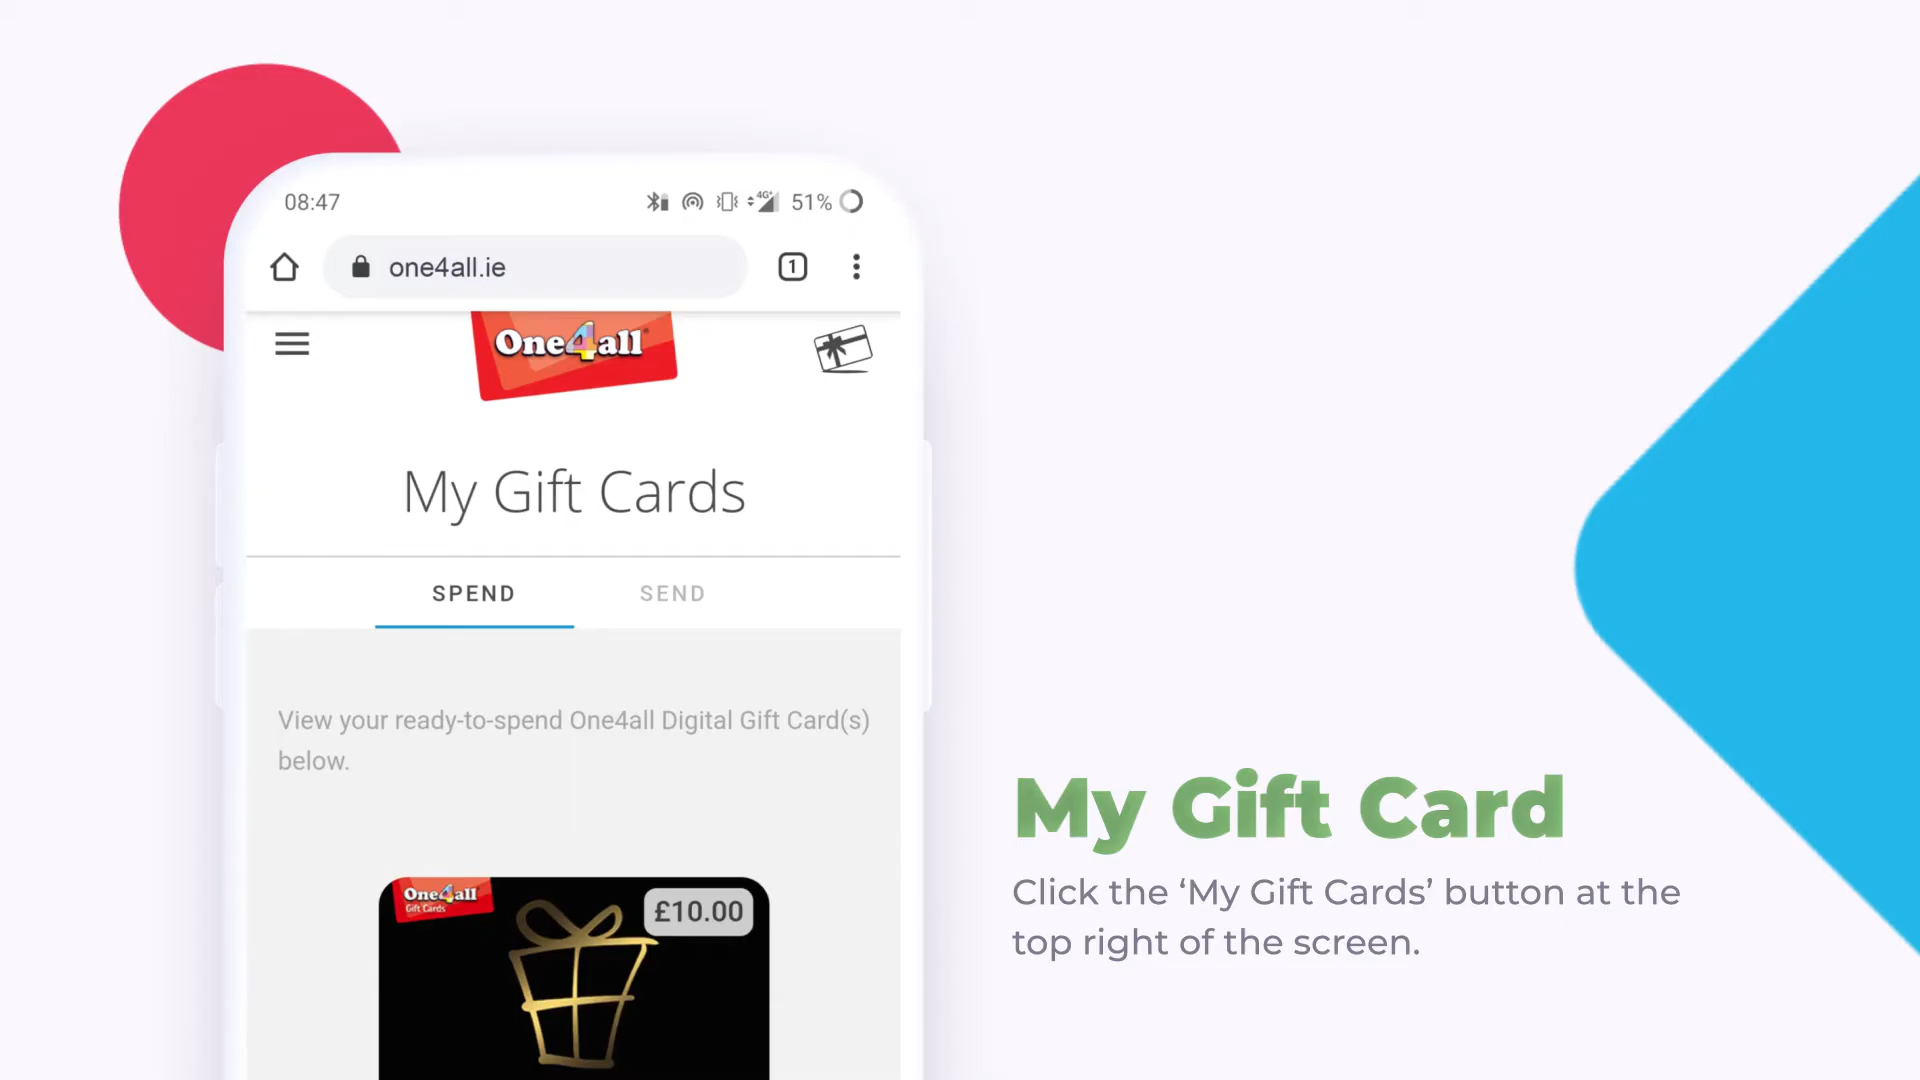 08:47
4G+
51%
one4all.ie
1
One4all
My Gift Cards
SPEND
SEND
View your ready-to-spend One4all Digital Gift Card(s)
below.
One4all
Gift Cards
£10.00
My Gift Card
Click the ‘My Gift Cards’ button at the
top right of the screen.